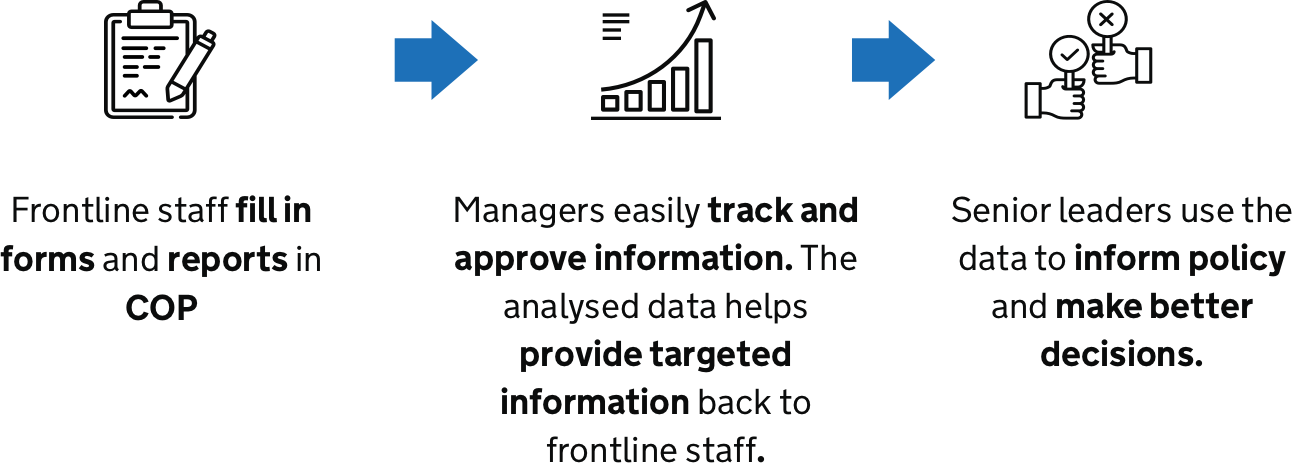 Frontline staff fill in
forms and reports in
COP
Managers easily track and
approve information. The
analysed data helps
provide targeted
information back to
frontline staff.
Senior leaders use the
data to inform policy
and make better
decisions.